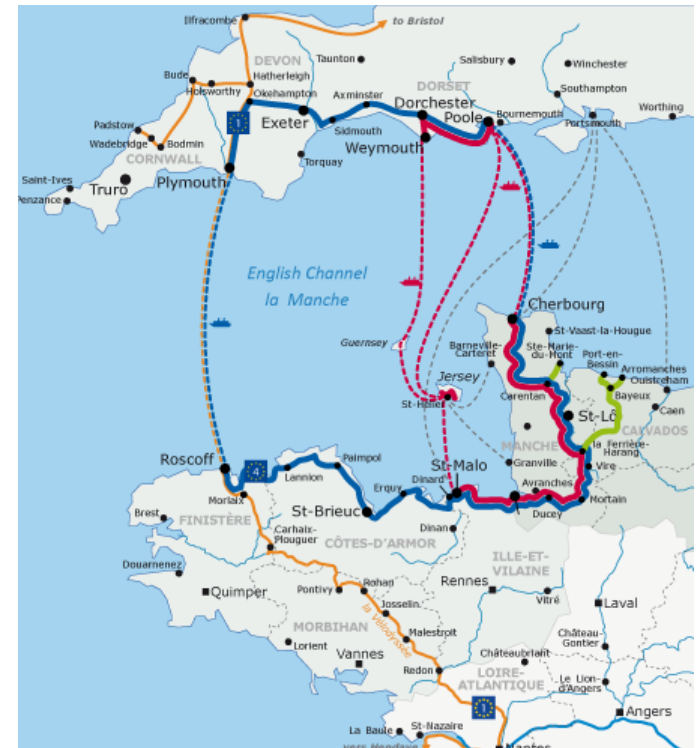 Ilfracombe
to Bristol
DEVON
Taunton
Salisbury
Winchester
Bude
Hatherleigh
DORSET
Southampton
Holsworthy
Okehampton
Axminster
Dorchester
Bournemouth
Worthing
Padstow
1
Exeter
Poole
Portsmouth
Wadebridge
Bodmin
Sidmouth
Weymouth
CORNWALL
Torquay
Saint-Ives
Truro
Plymouth
Penzance
English Channel
la Manche
Cherbourg
St-Vaast-la-Hougue
Guernsey
Barneville-
Carteret
Ste-Marie-
du-Mont
Port-en-
Bessin
Arromanches
Jersey
Ouistreham
St-Hélier
Carentan
Bayeux
St-Lô
Caen
CALVADOS
MANCHE
la Ferrière-
Harang
Roscoff
4
Paimpol
St-Malo
Granville
Vire
Lannion
Erquy
Dinard
Avranches
Morlaix
St-Brieuc
Ducey
Mortain
Brest
FINISTÈRE
Dinan
Carhaix-
Plouguer
CÔTES-D'ARMOR
ILLE-ET-
VILAINE
Douarnenez
Rohan
Rennes
Quimper
Pontivy
Vitré
Laval
Josselin
la Vélodyssée
MORBIHAN
Malestroit
Château-
Gontier
Lorient
Vannes
Châteaubriant
Redon
LOIRE-
ATLANTIQUE
Le Lion-
d'Angers
1
St-Nazaire
Angers
La Baule
vers Hendaye
Nantes